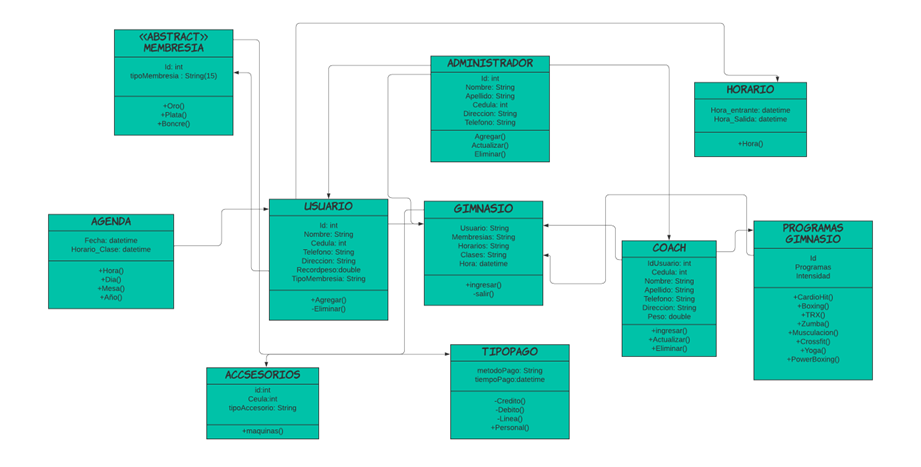 <<ABSTRACT>>
MEMBRESIA
Id: int
tipoMembresia : String(15)
+Oro()
+Plata()
+Boncre()
ADMINISTRADOR
Id: int
Nombre: String
Apellido: String
Cedula: int
Direccion: String
Telefono: String
Agregar()
Actualizar()
Eliminar()
HORARIO
Hora_entrante: datetime
Hora_Salida: datetime
+Hora()
AGENDA
Fecha: datetime
Horario_Clase: datetime
+Hora()
+Dia()
+Mesa()
+Año()
USUARIO
Id: int
Nombre: String
Cedula: int
Telefono: String
Direccion: String
Recordpeso:double
TipoMembresia: String
+Agregar()
-Eliminar()
GIMNASIO
Usuario: String
Membresias: String
Horarios: String
Clases: String
Hora: datetime
+ingresar()
-salir()
COACH
IdUsuario: int
Cedula: int
Nombre: String
Apellido: String
Telefono: String
Direccion: String
Peso: double
+ingresar()
+Actualizar()
+Eliminar()
PROGRAMAS
GIMNASIO
Id
Programas
Intensidad
+CardioHit()
+Boxing()
+TRX()
+Zumba()
+Musculacion()
+Crossfit()
+Yoga()
+PowerBoxing()
ACCSESORIOS
id:int
Ceula:int
tipoAccesorio: String
+maquinas()
TIPOPAGO
metodoPago: String
tiempoPago:datetime
-Credito()
-Debito()
-Linea()
+Personal()